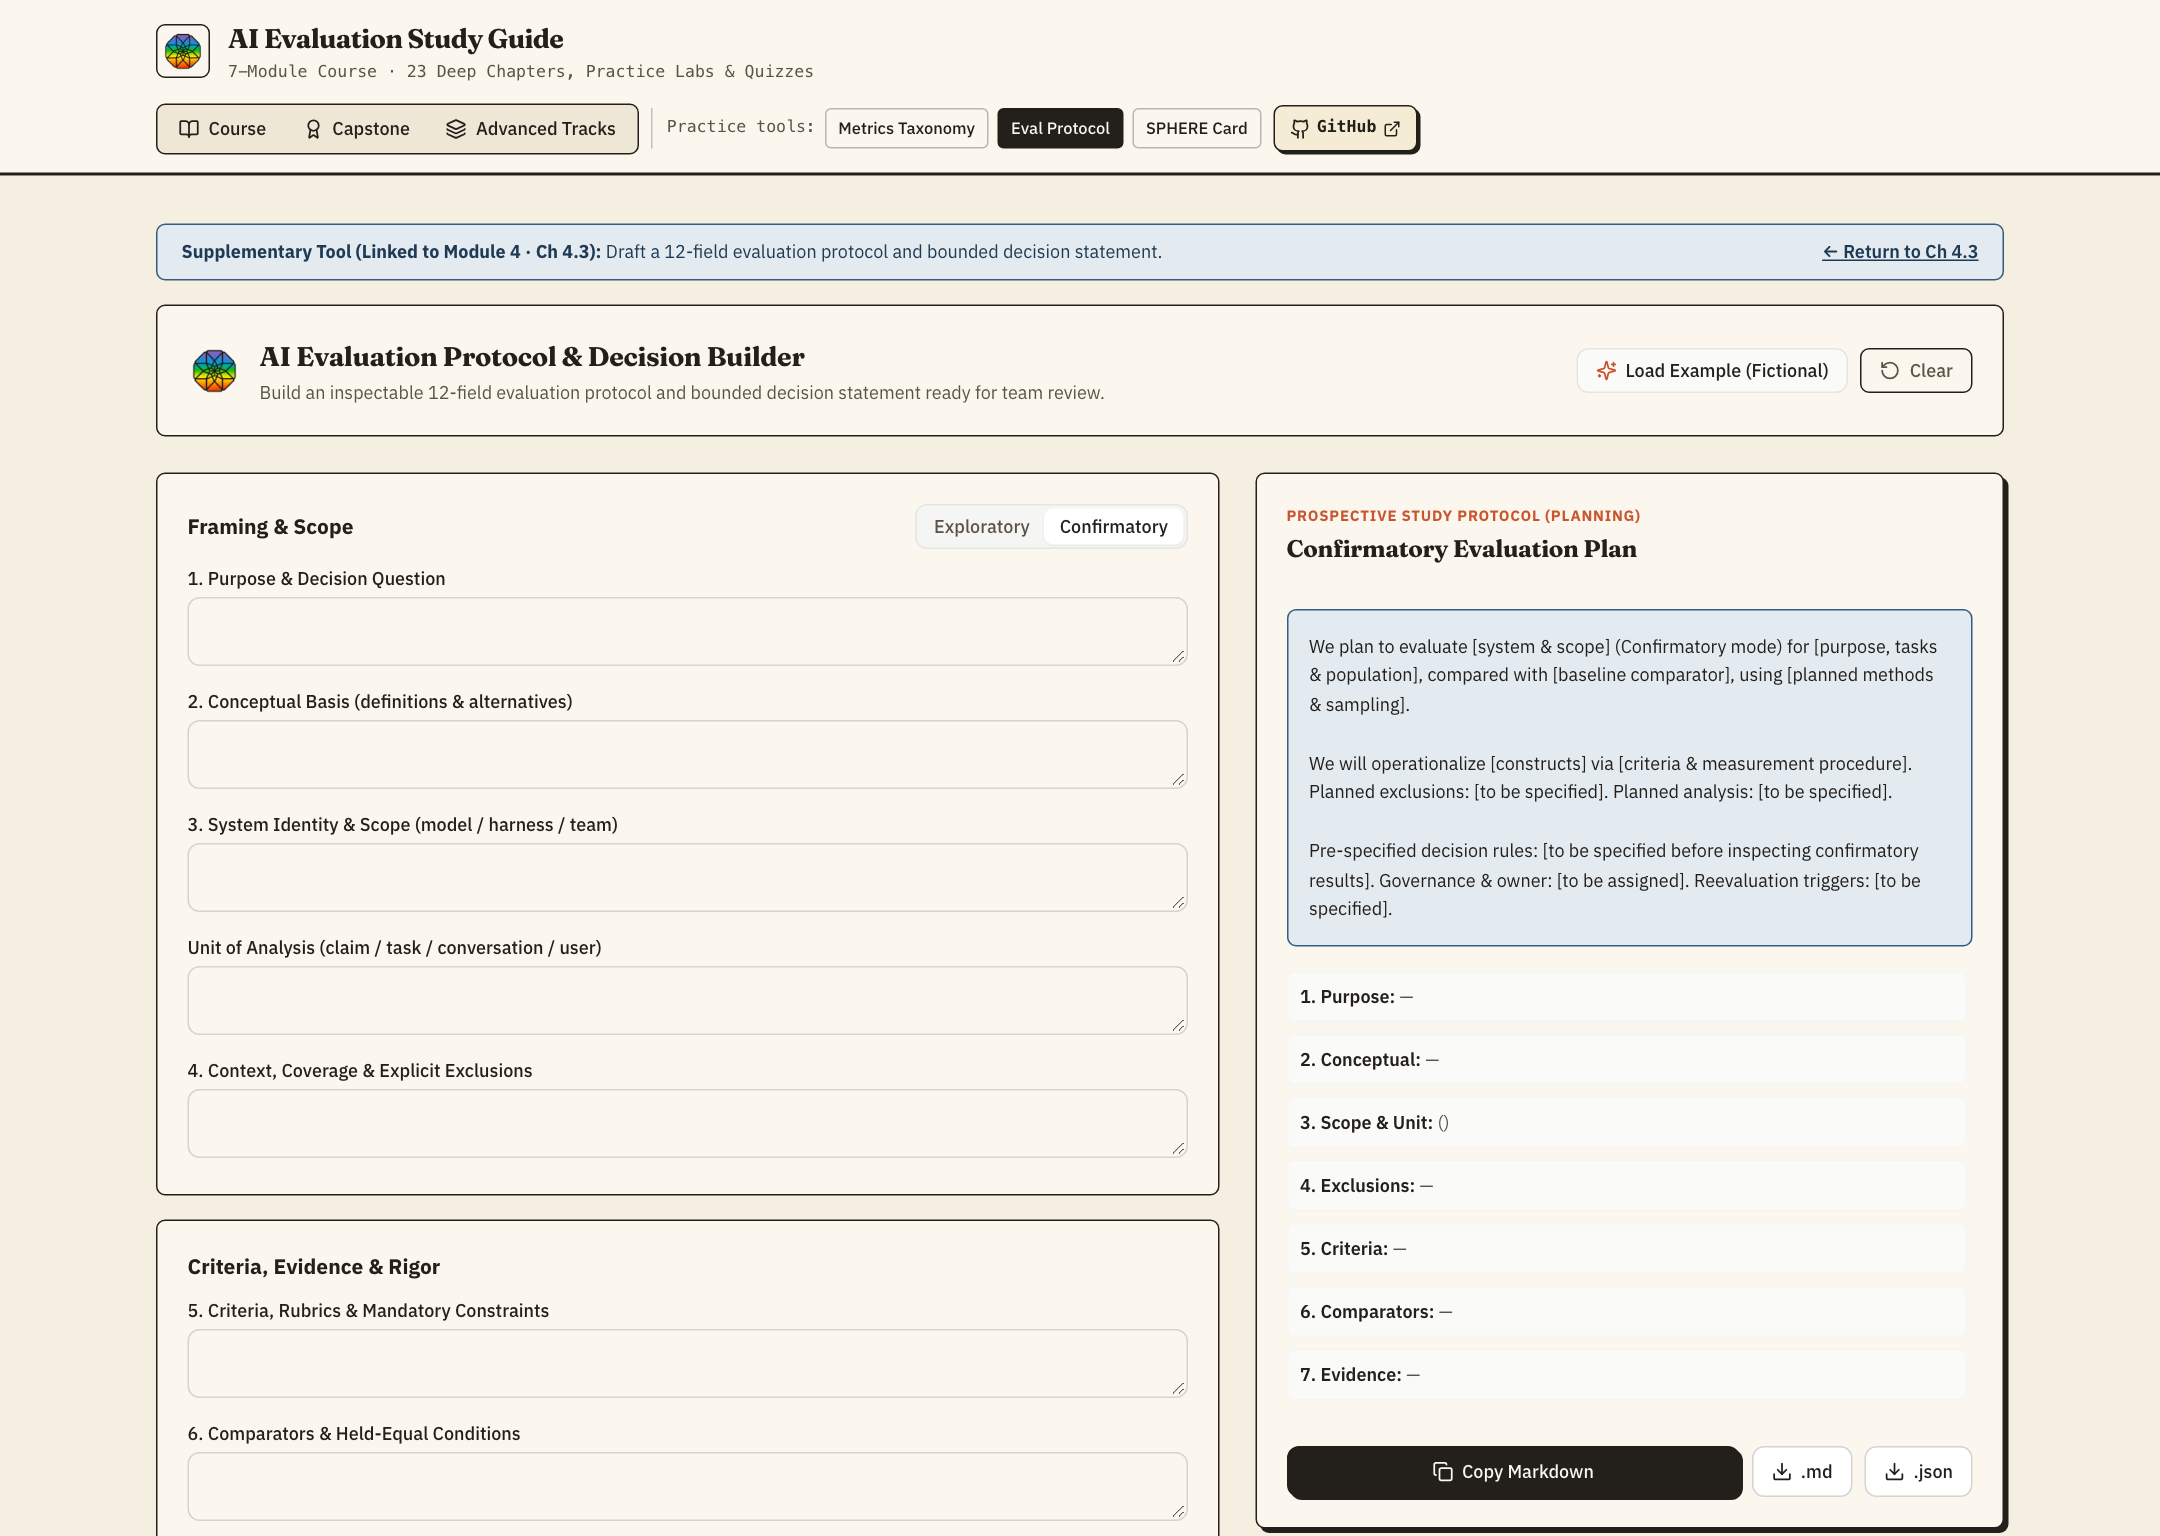 AI Evaluation Study Guide
7-Module Course · 23 Deep Chapters, Practice Labs & Quizzes
Course
Capstone
Advanced Tracks
Practice tools:
Metrics Taxonomy
Eval Protocol
SPHERE Card
GitHub
Supplementary Tool (Linked to Module 4 · Ch 4.3): Draft a 12-field evaluation protocol and bounded decision statement.
← Return to Ch 4.3
AI Evaluation Protocol & Decision Builder
Build an inspectable 12-field evaluation protocol and bounded decision statement ready for team review.
Load Example (Fictional)
Clear
Framing & Scope
Exploratory
Confirmatory
1. Purpose & Decision Question
2. Conceptual Basis (definitions & alternatives)
3. System Identity & Scope (model / harness / team)
Unit of Analysis (claim / task / conversation / user)
4. Context, Coverage & Explicit Exclusions
Criteria, Evidence & Rigor
5. Criteria, Rubrics & Mandatory Constraints
6. Comparators & Held-Equal Conditions
PROSPECTIVE STUDY PROTOCOL (PLANNING)
Confirmatory Evaluation Plan
We plan to evaluate [system & scope] (Confirmatory mode) for [purpose, tasks
& population], compared with [baseline comparator], using [planned methods
& sampling].
We will operationalize [constructs] via [criteria & measurement procedure].
Planned exclusions: [to be specified]. Planned analysis: [to be specified].
Pre-specified decision rules: [to be specified before inspecting confirmatory
results]. Governance & owner: [to be assigned]. Reevaluation triggers: [to be
specified].
1. Purpose: —
2. Conceptual: —
3. Scope & Unit: ()
4. Exclusions: —
5. Criteria: —
6. Comparators: —
7. Evidence: —
Copy Markdown
.md
.json